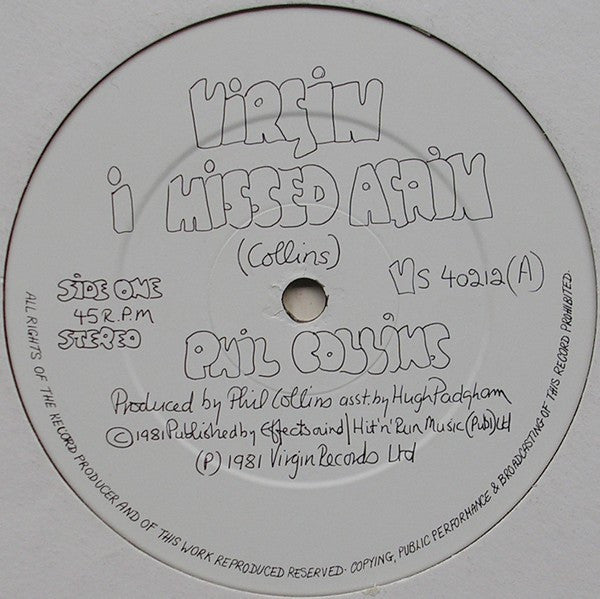 Virgin
i MISSED AGAIN
(Collins)
VS 40212 (A)
SiDE ONE
45 R.P.M
STEREO
PHiL COLLiNS
Produced by Phil Collins asst. by Hugh Padgham
© 1981 Published by Effectsound / Hit 'n' Run Music (Publ) Ltd
(P) 1981 Virgin Records Ltd
ALL RIGHTS OF THE RECORD PRODUCER AND OF THIS WORK REPRODUCED RESERVED · COPYING, PUBLIC PERFORMANCE & BROADCASTING OF THIS RECORD PROHIBITED.